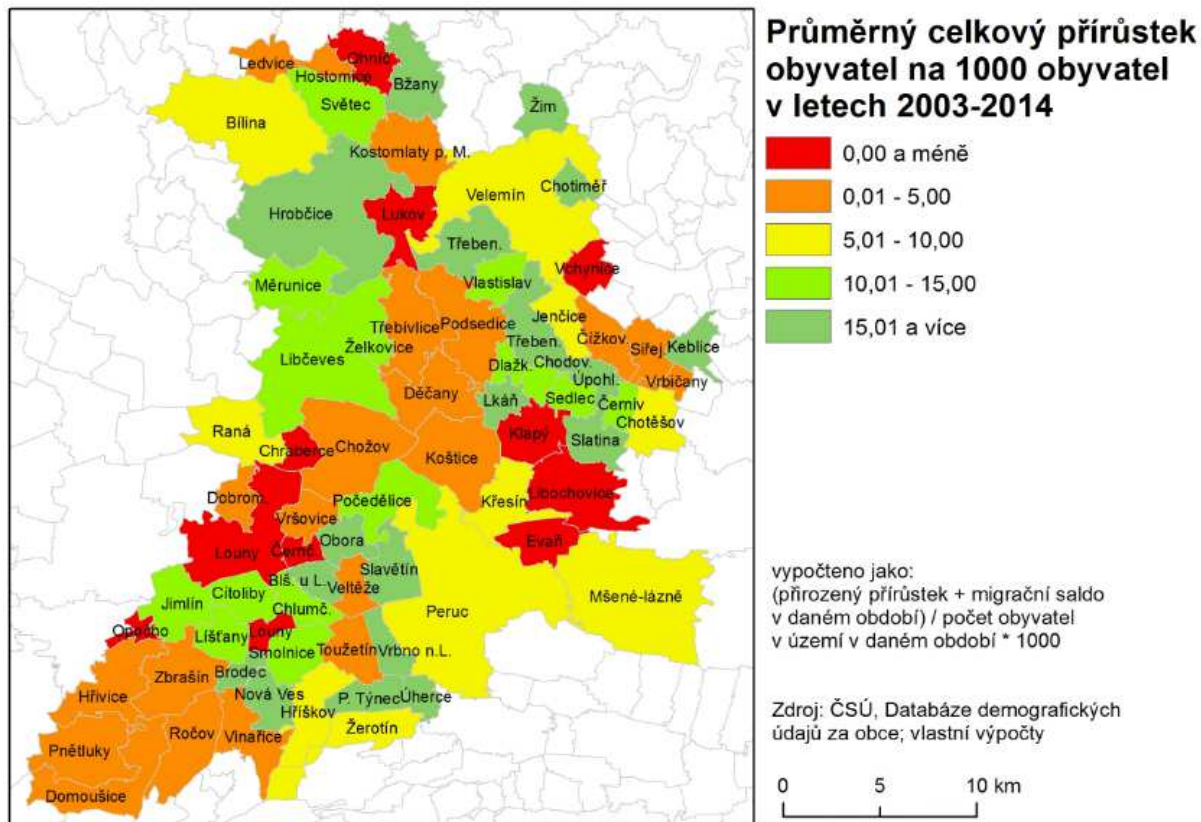 Průměrný celkový přírůstek
obyvatel na 1000 obyvatel
v letech 2003-2014
0,00 a méně
0,01 - 5,00
5,01 - 10,00
10,01 - 15,00
15,01 a více
vypočteno jako:
(přirozený přírůstek + migrační saldo
v daném období) / počet obyvatel
v území v daném období * 1000
Zdroj: ČSÚ, Databáze demografických
údajů za obce; vlastní výpočty
0 5 10 km
Ohníč
Ledvice
Hostomice
Bžany
Světec
Žim
Bílina
Kostomlaty p. M.
Chotiměř
Velemín
Hrobčice
Lukov
Třeben.
Vchynice
Měrunice
Vlastislav
Jenčice
Třebívlice
Podsedice
Třeben.
Čížkov.
Siřej.
Keblice
Želkovice
Libčeves
Dlažk.
Chodov.
Úpohl.
Vrbičany
Děčany
Lkáň
Sedlec
Černiv
Chotěšov
Raná
Klapý
Slatina
Chraberce
Chožov
Koštice
Dobrom.
Počedělice
Křesín
Libochovice
Vršovice
Obora
Louny
Černč.
Evaň
Blš. u L.
Slavětín
Veltěže
Citoliby
Jimlín
Chlumč.
Peruc
Mšené-lázně
Opočno
Líšťany
Louny
Smolnice
Toužetín
Vrbno n.L.
Zbrašín
Brodec
Hřivice
Nová Ves
P. Týnec
Úherce
Hříškov
Žerotín
Ročov
Vinařice
Pnětluky
Domoušice